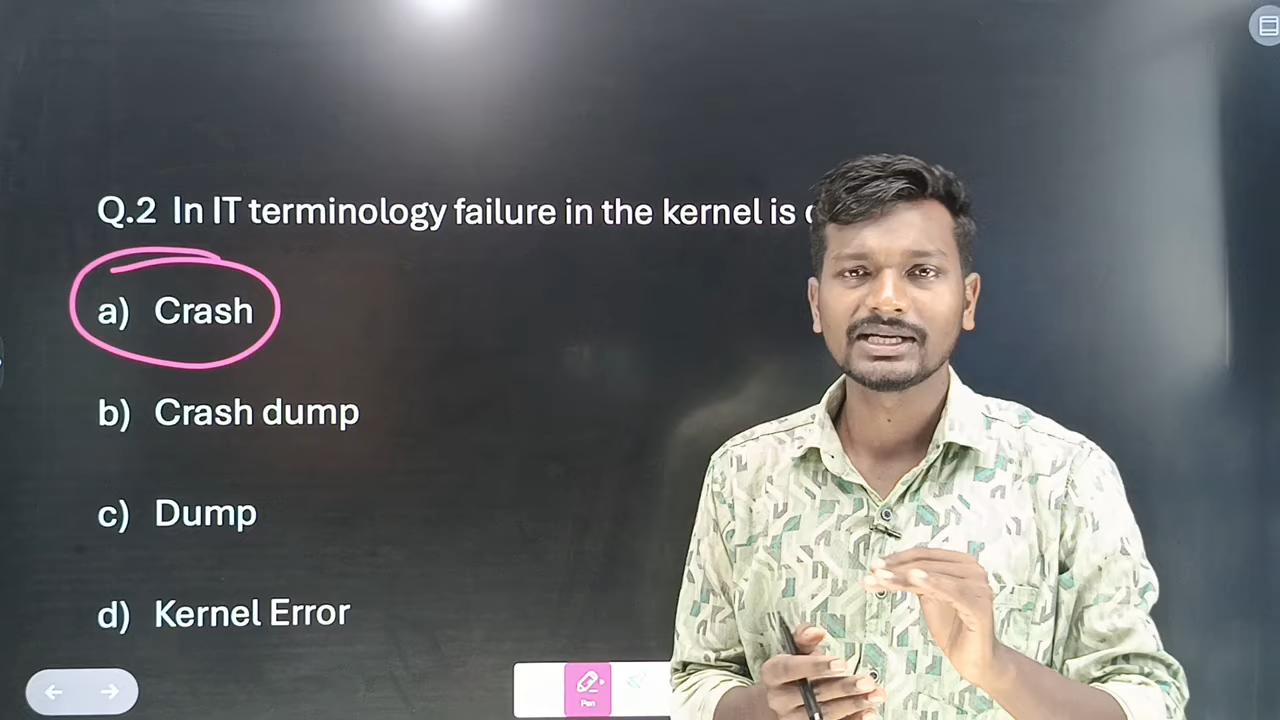 Q.2 In IT terminology failure in the kernel is
a) Crash
b) Crash dump
c) Dump
d) Kernel Error
Pen